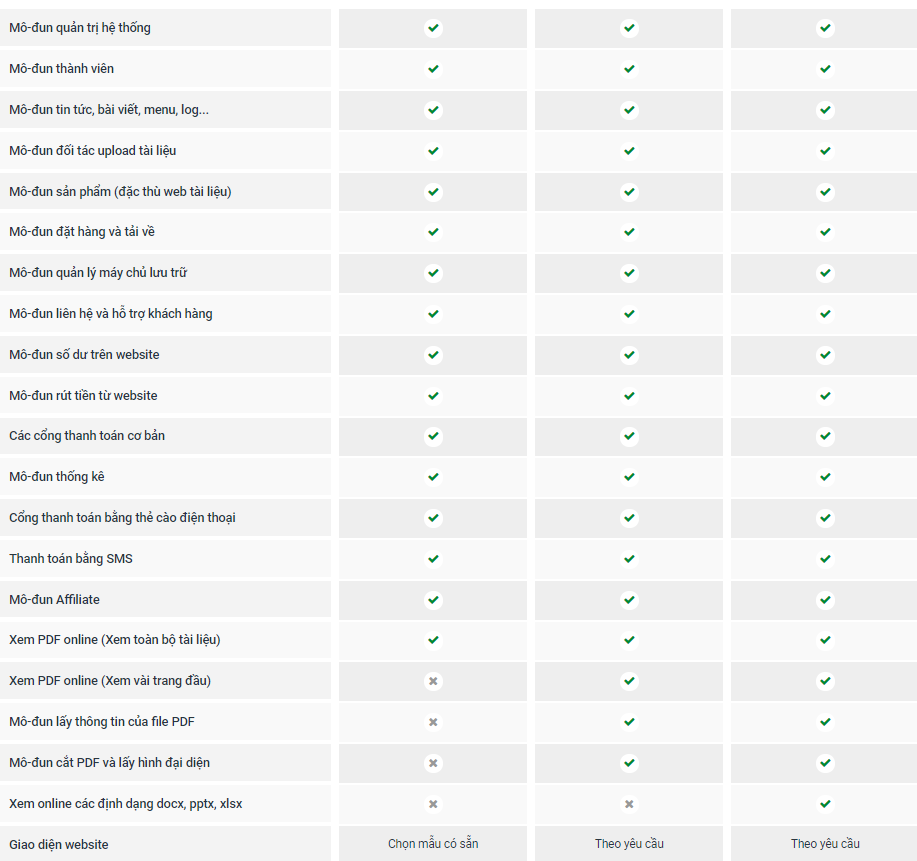 Mô-đun quản trị hệ thống
Mô-đun thành viên
Mô-đun tin tức, bài viết, menu, log...
Mô-đun đối tác upload tài liệu
Mô-đun sản phẩm (đặc thù web tài liệu)
Mô-đun đặt hàng và tải về
Mô-đun quản lý máy chủ lưu trữ
Mô-đun liên hệ và hỗ trợ khách hàng
Mô-đun số dư trên website
Mô-đun rút tiền từ website
Các cổng thanh toán cơ bản
Mô-đun thống kê
Cổng thanh toán bằng thẻ cào điện thoại
Thanh toán bằng SMS
Mô-đun Affiliate
Xem PDF online (Xem toàn bộ tài liệu)
Xem PDF online (Xem vài trang đầu)
Mô-đun lấy thông tin của file PDF
Mô-đun cắt PDF và lấy hình đại diện
Xem online các định dạng docx, pptx, xlsx
Giao diện website Chọn mẫu có sẵn Theo yêu cầu Theo yêu cầu